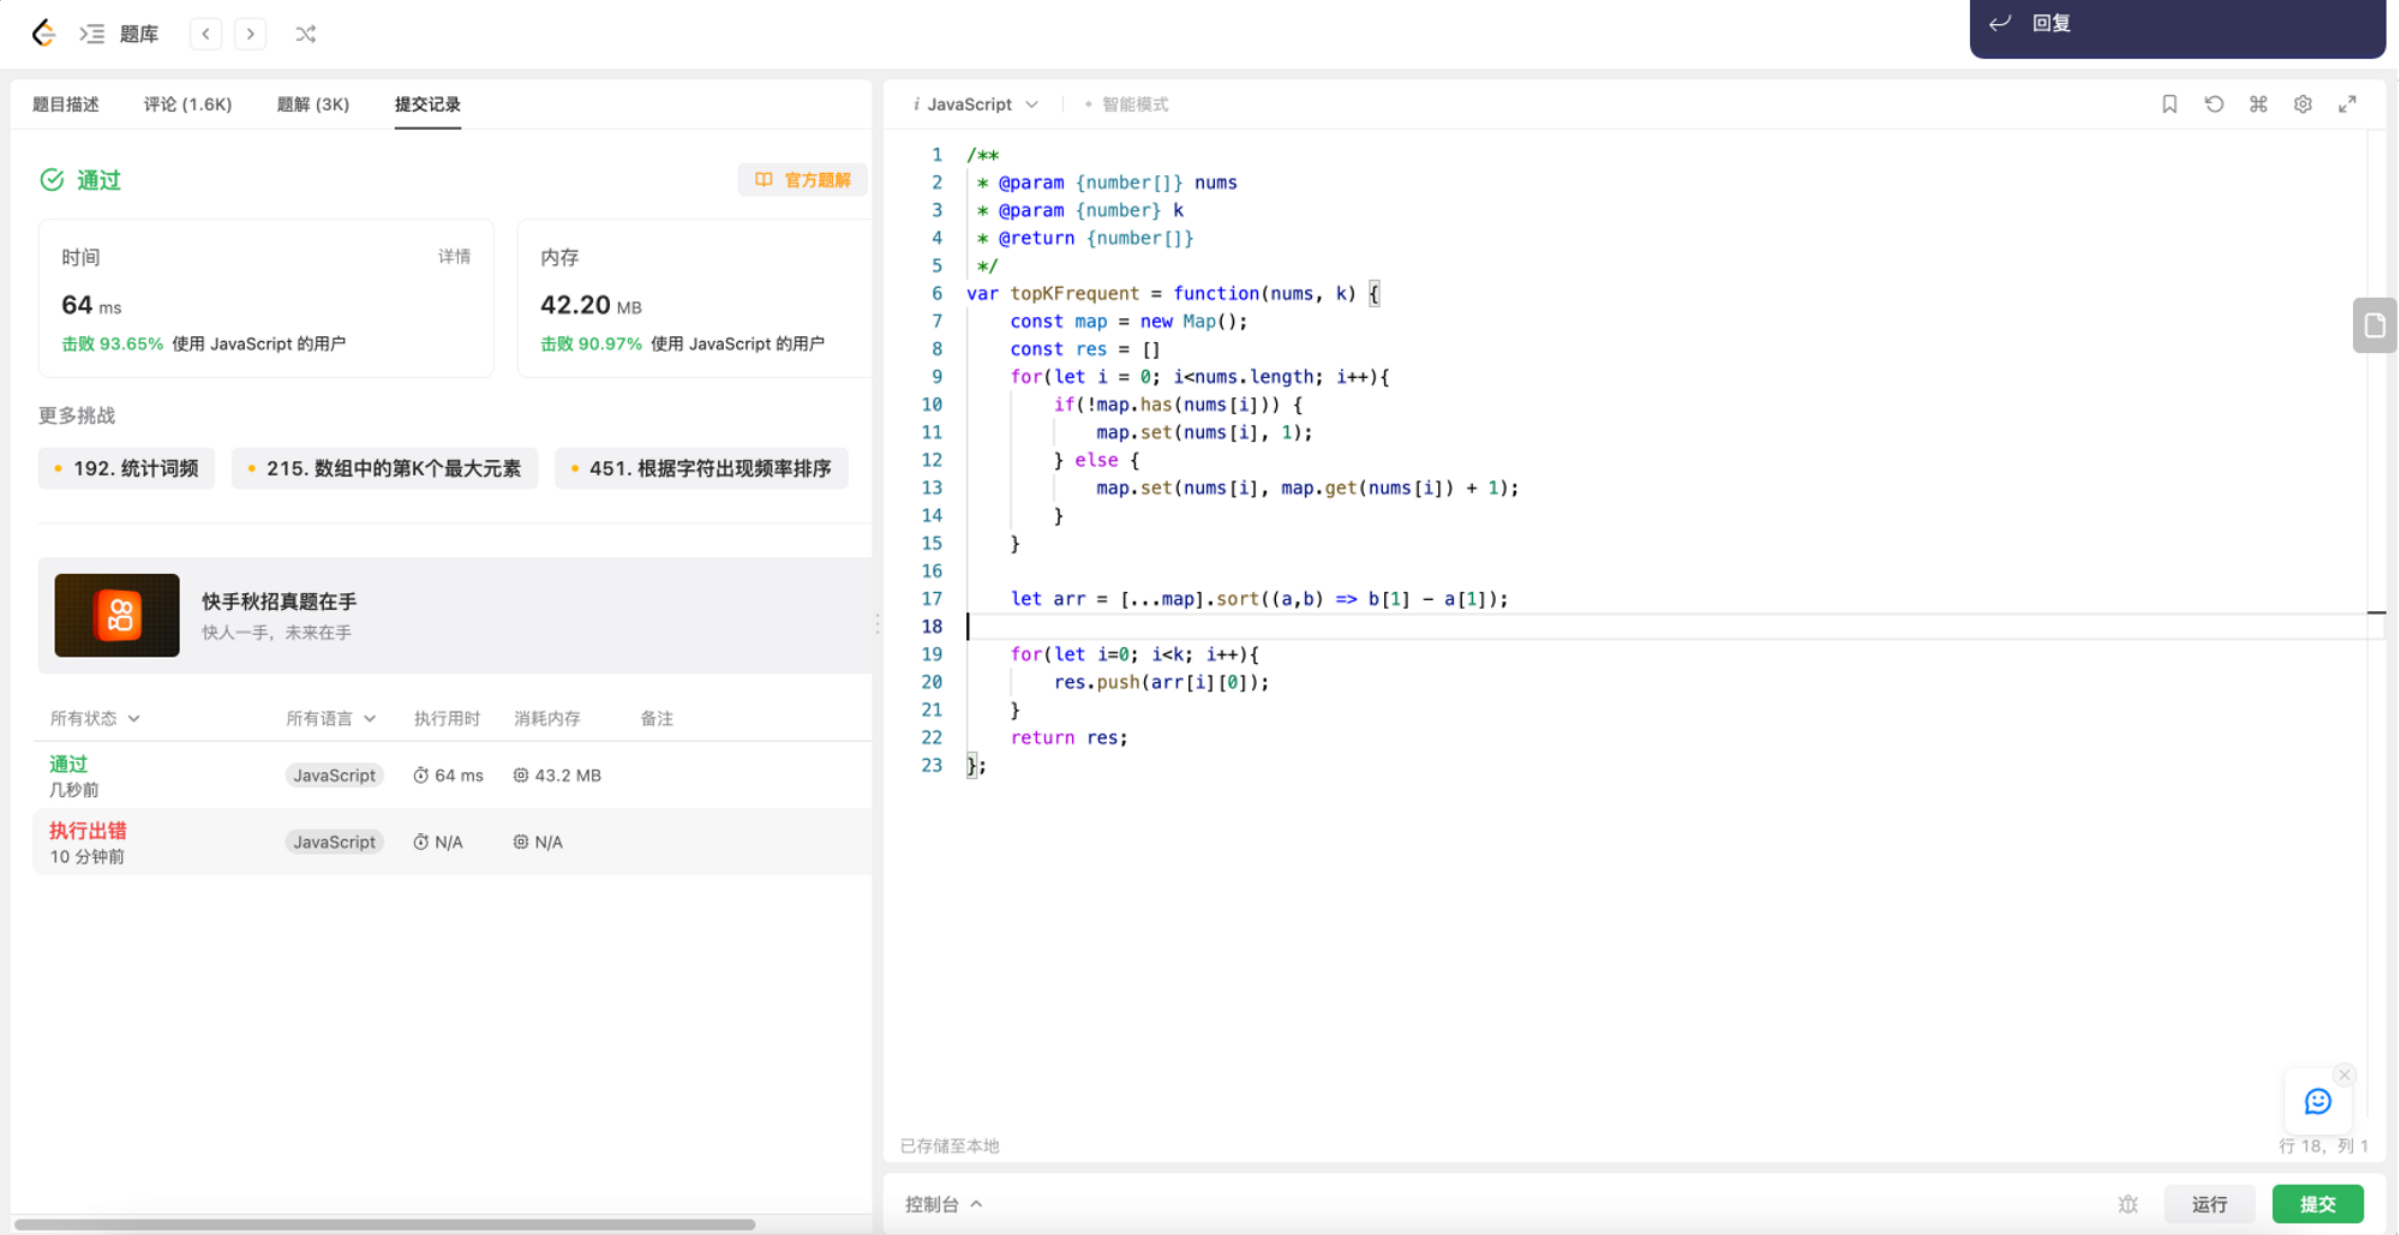 题库
回复
题目描述 评论 (1.6K) 题解 (3K) 提交记录
通过
官方题解
时间 详情
64 ms
击败 93.65% 使用 JavaScript 的用户
内存
42.20 MB
击败 90.97% 使用 JavaScript 的用户
更多挑战
192. 统计词频
215. 数组中的第K个最大元素
451. 根据字符出现频率排序
快手秋招真题在手
快人一手，未来在手
所有状态 所有语言 执行用时 消耗内存 备注
通过
几秒前
JavaScript 64 ms 43.2 MB
执行出错
10 分钟前
JavaScript N/A N/A
i JavaScript • 智能模式
1 /**
2  * @param {number[]} nums
3  * @param {number} k
4  * @return {number[]}
5  */
6 var topKFrequent = function(nums, k) {
7     const map = new Map();
8     const res = []
9     for(let i = 0; i<nums.length; i++){
10         if(!map.has(nums[i])) {
11             map.set(nums[i], 1);
12         } else {
13             map.set(nums[i], map.get(nums[i]) + 1);
14         }
15     }
16
17     let arr = [...map].sort((a,b) => b[1] - a[1]);
18
19     for(let i=0; i<k; i++){
20         res.push(arr[i][0]);
21     }
22     return res;
23 };
已存储至本地
行 18, 列 1
控制台
运行
提交